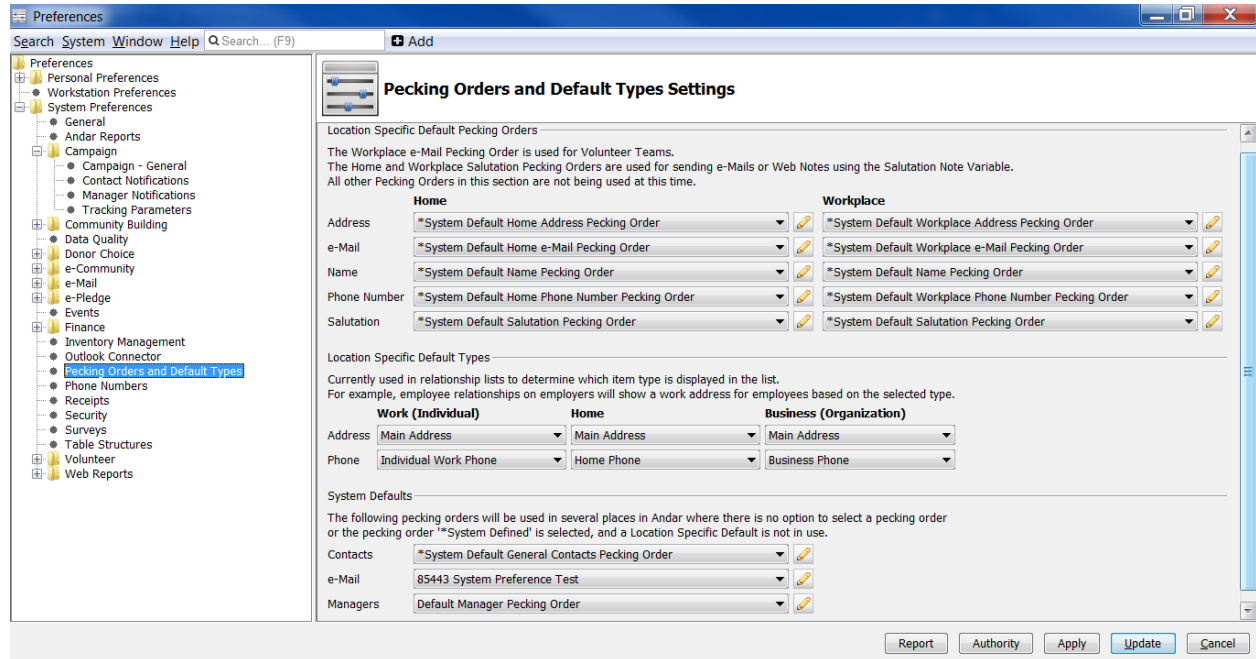 Preferences
Search System Window Help Search... (F9) Add
Preferences
Personal Preferences
Workstation Preferences
System Preferences
General
Andar Reports
Campaign
Campaign - General
Contact Notifications
Manager Notifications
Tracking Parameters
Community Building
Data Quality
Donor Choice
e-Community
e-Mail
e-Pledge
Events
Finance
Inventory Management
Outlook Connector
Pecking Orders and Default Types
Phone Numbers
Receipts
Security
Surveys
Table Structures
Volunteer
Web Reports
Pecking Orders and Default Types Settings
Location Specific Default Pecking Orders
The Workplace e-Mail Pecking Order is used for Volunteer Teams.
The Home and Workplace Salutation Pecking Orders are used for sending e-Mails or Web Notes using the Salutation Note Variable.
All other Pecking Orders in this section are not being used at this time.
Home Workplace
Address *System Default Home Address Pecking Order *System Default Workplace Address Pecking Order
e-Mail *System Default Home e-Mail Pecking Order *System Default Workplace e-Mail Pecking Order
Name *System Default Name Pecking Order *System Default Name Pecking Order
Phone Number *System Default Home Phone Number Pecking Order *System Default Workplace Phone Number Pecking Order
Salutation *System Default Salutation Pecking Order *System Default Salutation Pecking Order
Location Specific Default Types
Currently used in relationship lists to determine which item type is displayed in the list.
For example, employee relationships on employers will show a work address for employees based on the selected type.
Work (Individual) Home Business (Organization)
Address Main Address Main Address Main Address
Phone Individual Work Phone Home Phone Business Phone
System Defaults
The following pecking orders will be used in several places in Andar where there is no option to select a pecking order
or the pecking order '*System Defined' is selected, and a Location Specific Default is not in use.
Contacts *System Default General Contacts Pecking Order
e-Mail 85443 System Preference Test
Managers Default Manager Pecking Order
Report Authority Apply Update Cancel